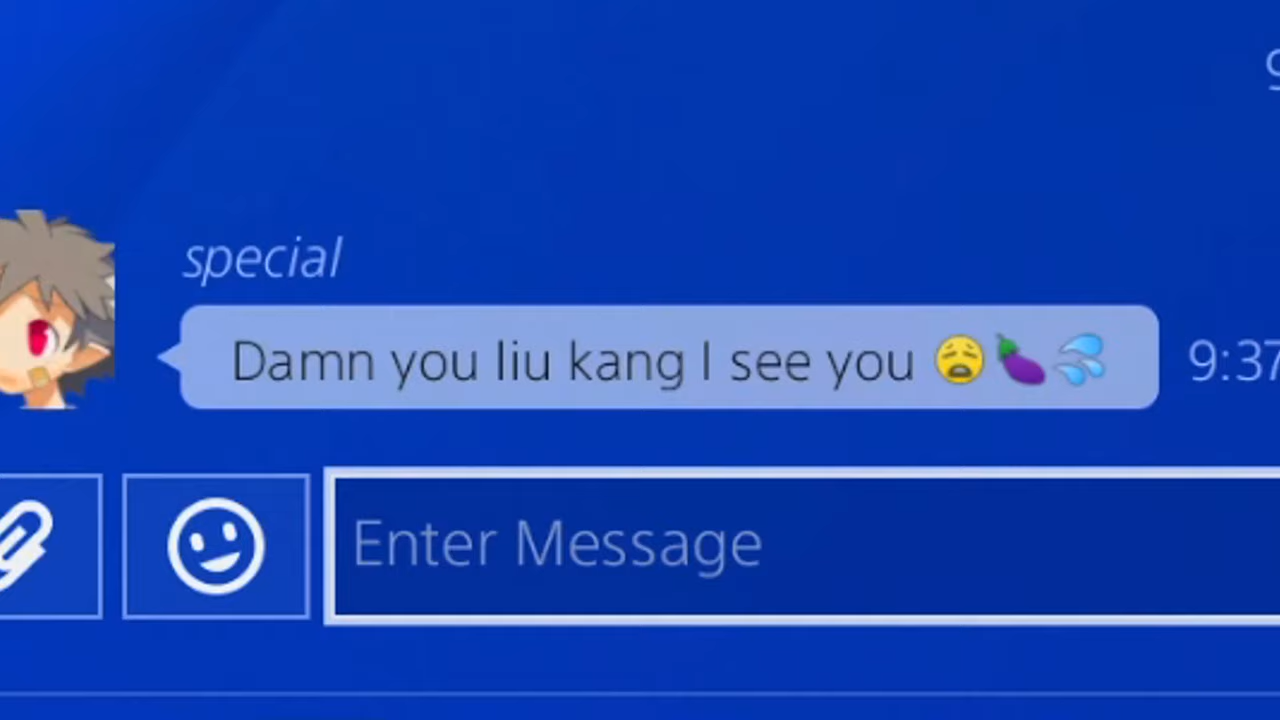 special
Damn you liu kang I see you 😩🍆💦
9:37
Enter Message